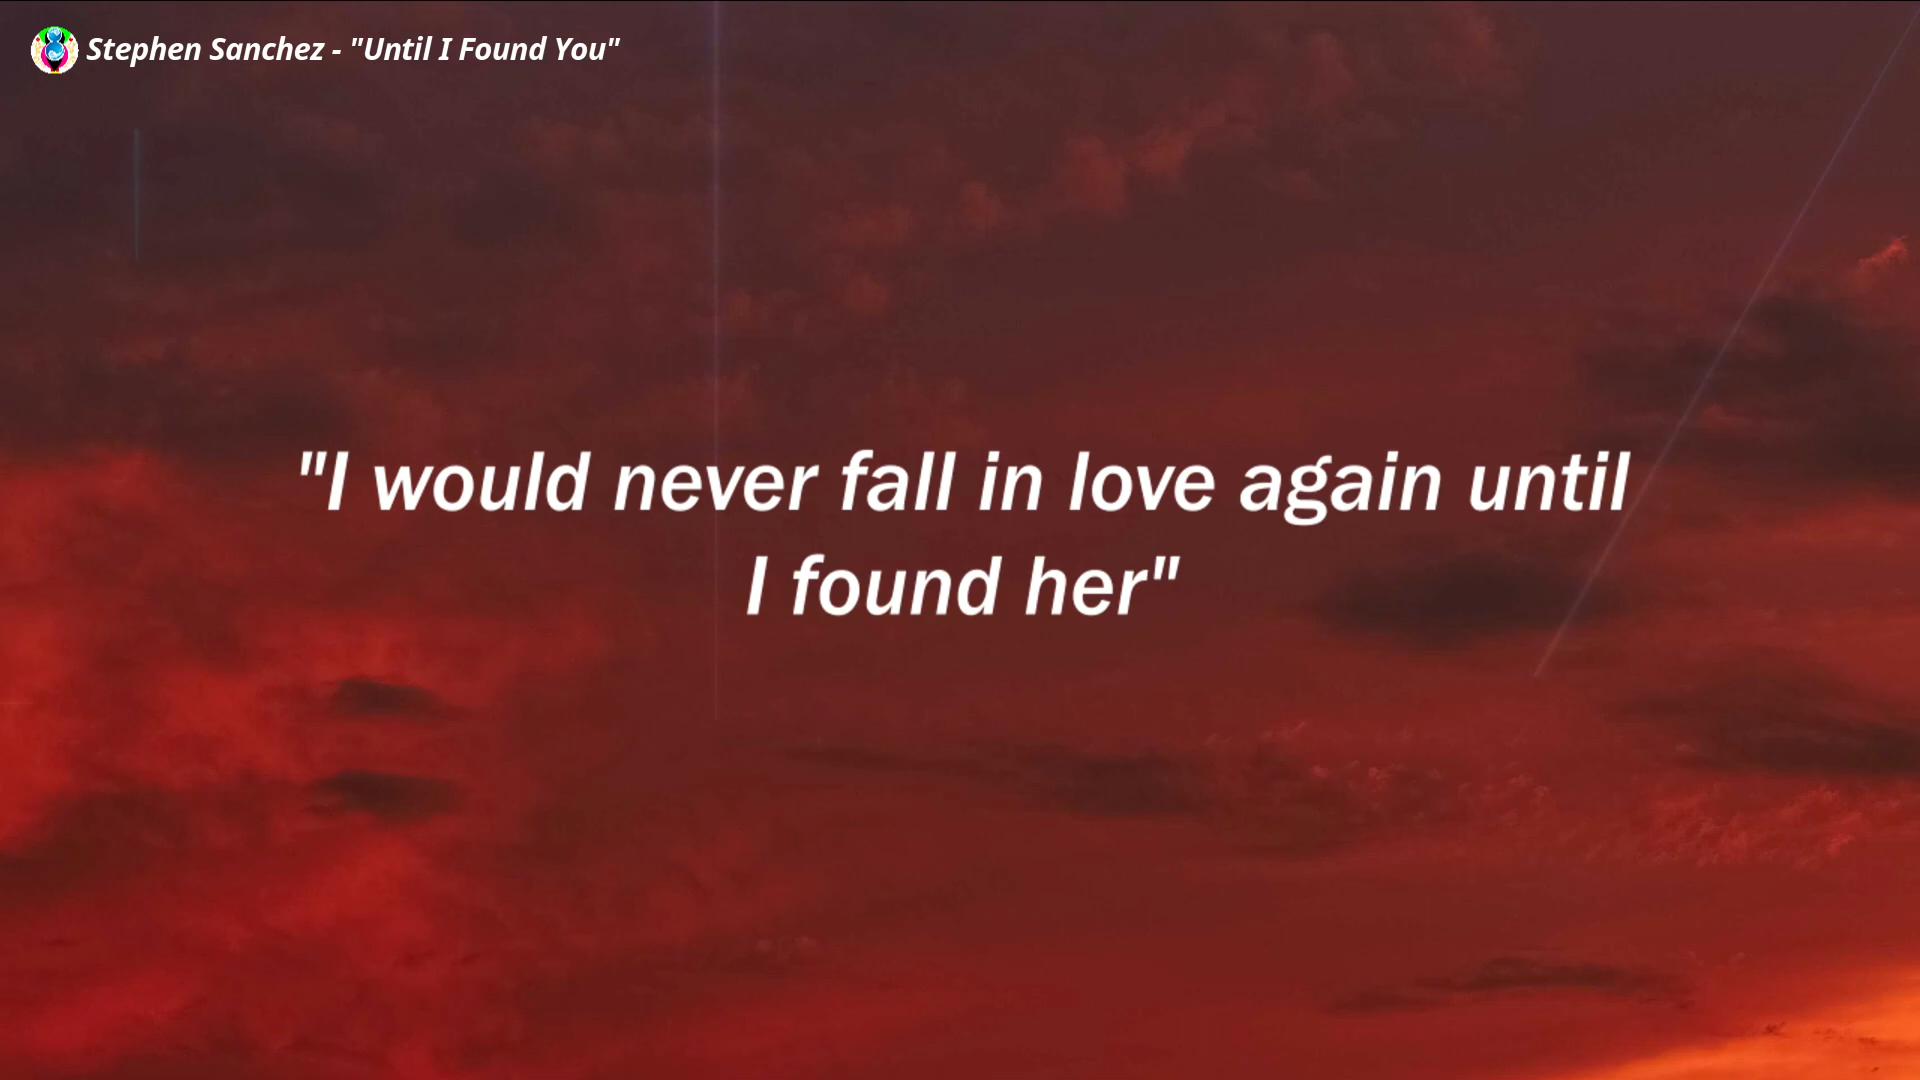 Stephen Sanchez - "Until I Found You"
"I would never fall in love again until
I found her"